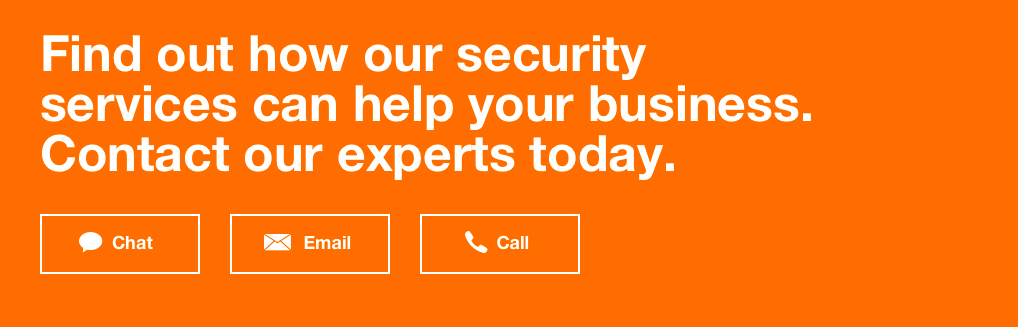 Find out how our security
services can help your business.
Contact our experts today.
Chat
Email
Call